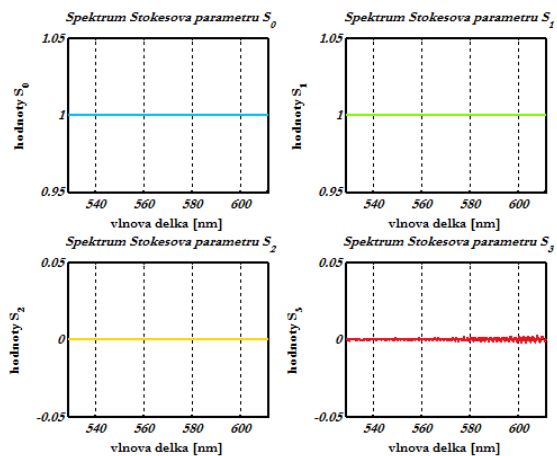 Spektrum Stokesova parametru S0
1.05
1
0.95
hodnoty S0
540 560 580 600
vlnova delka [nm]
Spektrum Stokesova parametru S1
1.05
1
0.95
hodnoty S1
540 560 580 600
vlnova delka [nm]
Spektrum Stokesova parametru S2
0.05
0
-0.05
hodnoty S2
540 560 580 600
vlnova delka [nm]
Spektrum Stokesova parametru S3
0.05
0
-0.05
hodnoty S3
540 560 580 600
vlnova delka [nm]